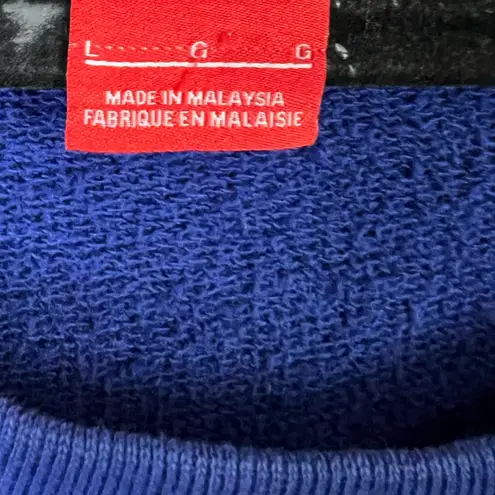 L G G
MADE IN MALAYSIA
FABRIQUE EN MALAISIE